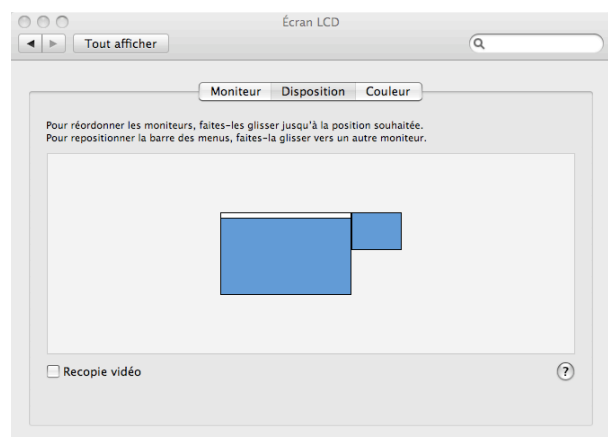 Écran LCD
Tout afficher
Moniteur Disposition Couleur
Pour réordonner les moniteurs, faites-les glisser jusqu'à la position souhaitée.
Pour repositionner la barre des menus, faites-la glisser vers un autre moniteur.
Recopie vidéo ?